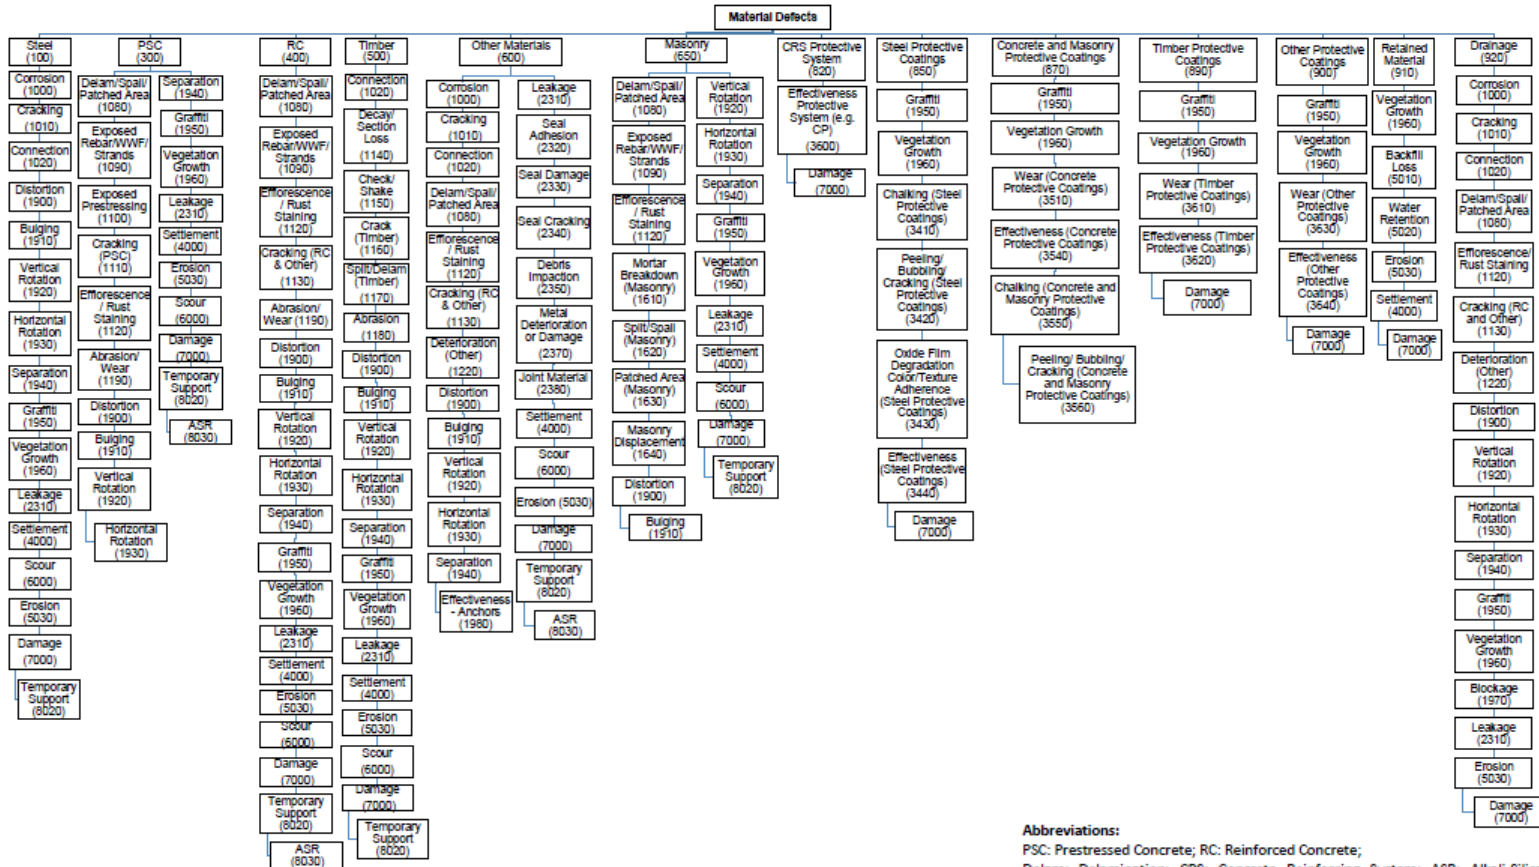 Material Defects
Steel
(100)
Corrosion
(1000)
Cracking
(1010)
Connection
(1020)
Distortion
(1900)
Bulging
(1910)
Vertical
Rotation
(1920)
Horizontal
Rotation
(1930)
Separation
(1940)
Graffiti
(1950)
Vegetation
Growth
(1960)
Leakage
(2310)
Settlement
(4000)
Scour
(6000)
Erosion
(5030)
Damage
(7000)
Temporary
Support
(8020)
PSC
(300)
Delam/Spall/
Patched Area
(1080)
Exposed
Rebar/WWF/
Strands
(1090)
Exposed
Prestressing
(1100)
Cracking
(PSC)
(1110)
Efflorescence
/ Rust
Staining
(1120)
Abrasion/
Wear
(1190)
Distortion
(1900)
Bulging
(1910)
Vertical
Rotation
(1920)
Horizontal
Rotation
(1930)
Separation
(1940)
Graffiti
(1950)
Vegetation
Growth
(1960)
Leakage
(2310)
Settlement
(4000)
Erosion
(5030)
Scour
(6000)
Damage
(7000)
Temporary
Support
(8020)
ASR
(8030)
RC
(400)
Delam/Spall/
Patched Area
(1080)
Exposed
Rebar/WWF/
Strands
(1090)
Efflorescence
/ Rust
Staining
(1120)
Cracking (RC
& Other)
(1130)
Abrasion/
Wear (1190)
Distortion
(1900)
Bulging
(1910)
Vertical
Rotation
(1920)
Horizontal
Rotation
(1930)
Separation
(1940)
Graffiti
(1950)
Vegetation
Growth
(1960)
Leakage
(2310)
Settlement
(4000)
Erosion
(5030)
Scour
(6000)
Damage
(7000)
Temporary
Support
(8020)
ASR
(8030)
Timber
(500)
Connection
(1020)
Decay/
Section
Loss
(1140)
Check/
Shake
(1150)
Crack
(Timber)
(1160)
Split/Delam
(Timber)
(1170)
Abrasion
(1180)
Distortion
(1900)
Bulging
(1910)
Vertical
Rotation
(1920)
Horizontal
Rotation
(1930)
Separation
(1940)
Graffiti
(1950)
Vegetation
Growth
(1960)
Leakage
(2310)
Settlement
(4000)
Erosion
(5030)
Scour
(6000)
Damage
(7000)
Temporary
Support
(8020)
Other Materials
(600)
Corrosion
(1000)
Cracking
(1010)
Connection
(1020)
Delam/Spall/
Patched Area
(1080)
Efflorescence
/ Rust
Staining
(1120)
Cracking (RC
& Other)
(1130)
Deterioration
(Other)
(1220)
Distortion
(1900)
Bulging
(1910)
Vertical
Rotation
(1920)
Horizontal
Rotation
(1930)
Separation
(1940)
Effectiveness
- Anchors
(1980)
Leakage
(2310)
Seal
Adhesion
(2320)
Seal Damage
(2330)
Seal Cracking
(2340)
Debris
Impaction
(2350)
Metal
Deterioration
or Damage
(2370)
Joint Material
(2380)
Settlement
(4000)
Scour
(6000)
Erosion (5030)
Damage
(7000)
Temporary
Support
(8020)
ASR
(8030)
Masonry
(650)
Delam/Spall/
Patched Area
(1080)
Exposed
Rebar/WWF/
Strands
(1090)
Efflorescence
/ Rust
Staining
(1120)
Mortar
Breakdown
(Masonry)
(1610)
Split/Spall
(Masonry)
(1620)
Patched Area
(Masonry)
(1630)
Masonry
Displacement
(1640)
Distortion
(1900)
Bulging
(1910)
Vertical
Rotation
(1920)
Horizontal
Rotation
(1930)
Separation
(1940)
Graffiti
(1950)
Vegetation
Growth
(1960)
Leakage
(2310)
Settlement
(4000)
Scour
(6000)
Damage
(7000)
Temporary
Support
(8020)
CRS Protective
System
(820)
Effectiveness
Protective
System (e.g.
CP)
(3600)
Damage
(7000)
Steel Protective
Coatings
(850)
Graffiti
(1950)
Vegetation
Growth
(1960)
Chalking (Steel
Protective
Coatings)
(3410)
Peeling/
Bubbling/
Cracking (Steel
Protective
Coatings)
(3420)
Oxide Film
Degradation
Color/Texture
Adherence
(Steel Protective
Coatings)
(3430)
Effectiveness
(Steel Protective
Coatings)
(3440)
Damage
(7000)
Concrete and Masonry
Protective Coatings
(870)
Graffiti
(1950)
Vegetation Growth
(1960)
Wear (Concrete
Protective Coatings)
(3510)
Effectiveness (Concrete
Protective Coatings)
(3540)
Chalking (Concrete and
Masonry Protective
Coatings)
(3550)
Peeling/ Bubbling/
Cracking (Concrete
and Masonry
Protective Coatings)
(3560)
Timber Protective
Coatings
(890)
Graffiti
(1950)
Vegetation Growth
(1960)
Wear (Timber
Protective Coatings)
(3610)
Effectiveness (Timber
Protective Coatings)
(3620)
Damage
(7000)
Other Protective
Coatings
(900)
Graffiti
(1950)
Vegetation
Growth
(1960)
Wear (Other
Protective
Coatings)
(3630)
Effectiveness
(Other
Protective
Coatings)
(3640)
Damage
(7000)
Retained
Material
(910)
Vegetation
Growth
(1960)
Backfill
Loss
(5010)
Water
Retention
(5020)
Erosion
(5030)
Settlement
(4000)
Damage
(7000)
Drainage
(920)
Corrosion
(1000)
Cracking
(1010)
Connection
(1020)
Delam/Spall/
Patched Area
(1080)
Efflorescence/
Rust Staining
(1120)
Cracking (RC
and Other)
(1130)
Deterioration
(Other)
(1220)
Distortion
(1900)
Vertical
Rotation
(1920)
Horizontal
Rotation
(1930)
Separation
(1940)
Graffiti
(1950)
Vegetation
Growth
(1960)
Blockage
(1970)
Leakage
(2310)
Erosion
(5030)
Damage
(7000)
Abbreviations:
PSC: Prestressed Concrete; RC: Reinforced Concrete;